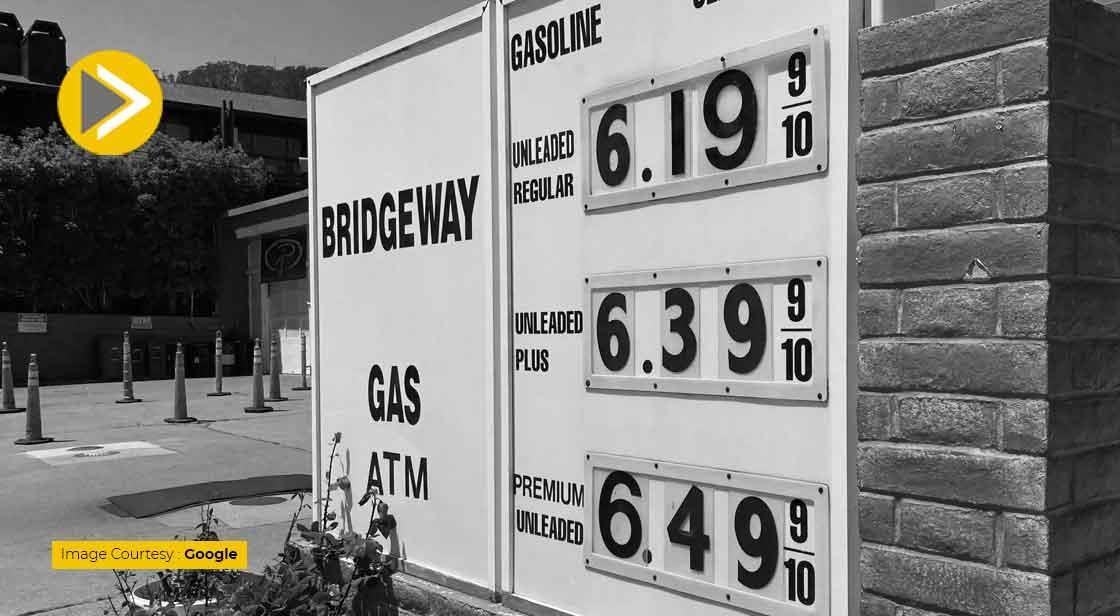 BRIDGEWAY
GAS
ATM
GASOLINE
UNLEADED
REGULAR
6.19 9/10
UNLEADED
PLUS
6.39 9/10
PREMIUM
UNLEADED
6.49 9/10
Image Courtesy : Google